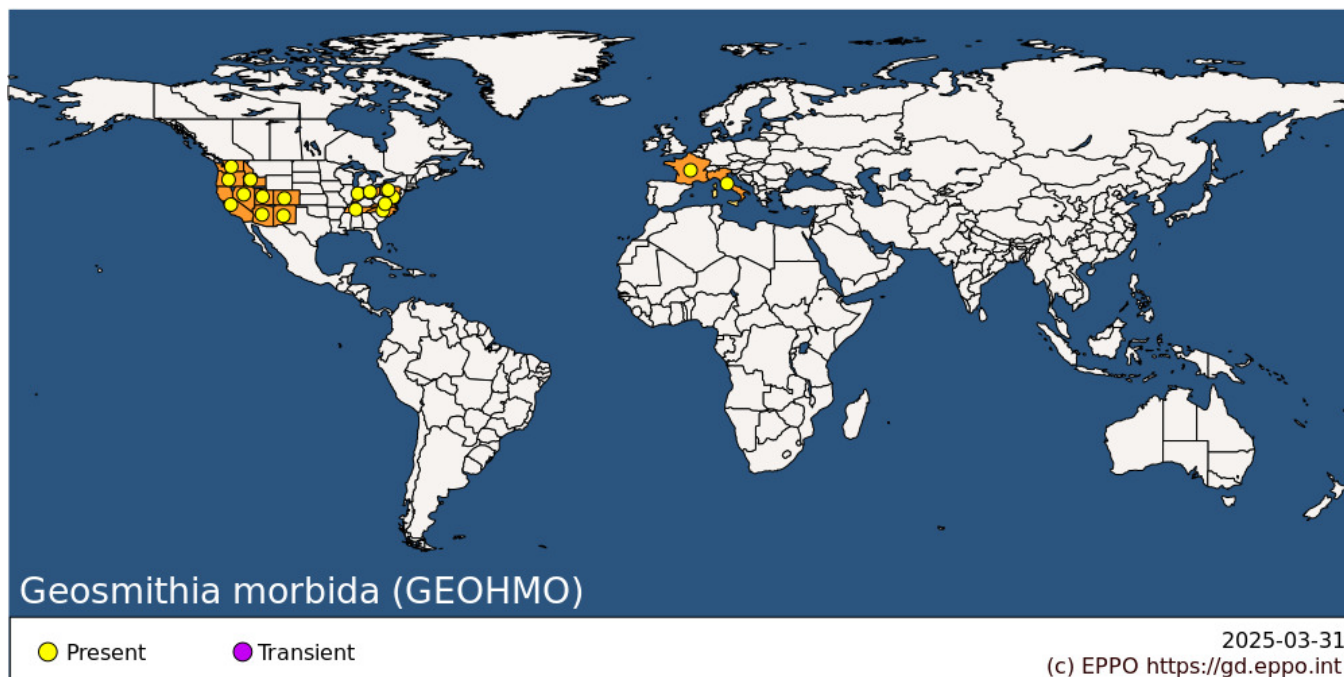 Geosmithia morbida (GEOHMO)
Present
Transient
2025-03-31
(c) EPPO https://gd.eppo.int